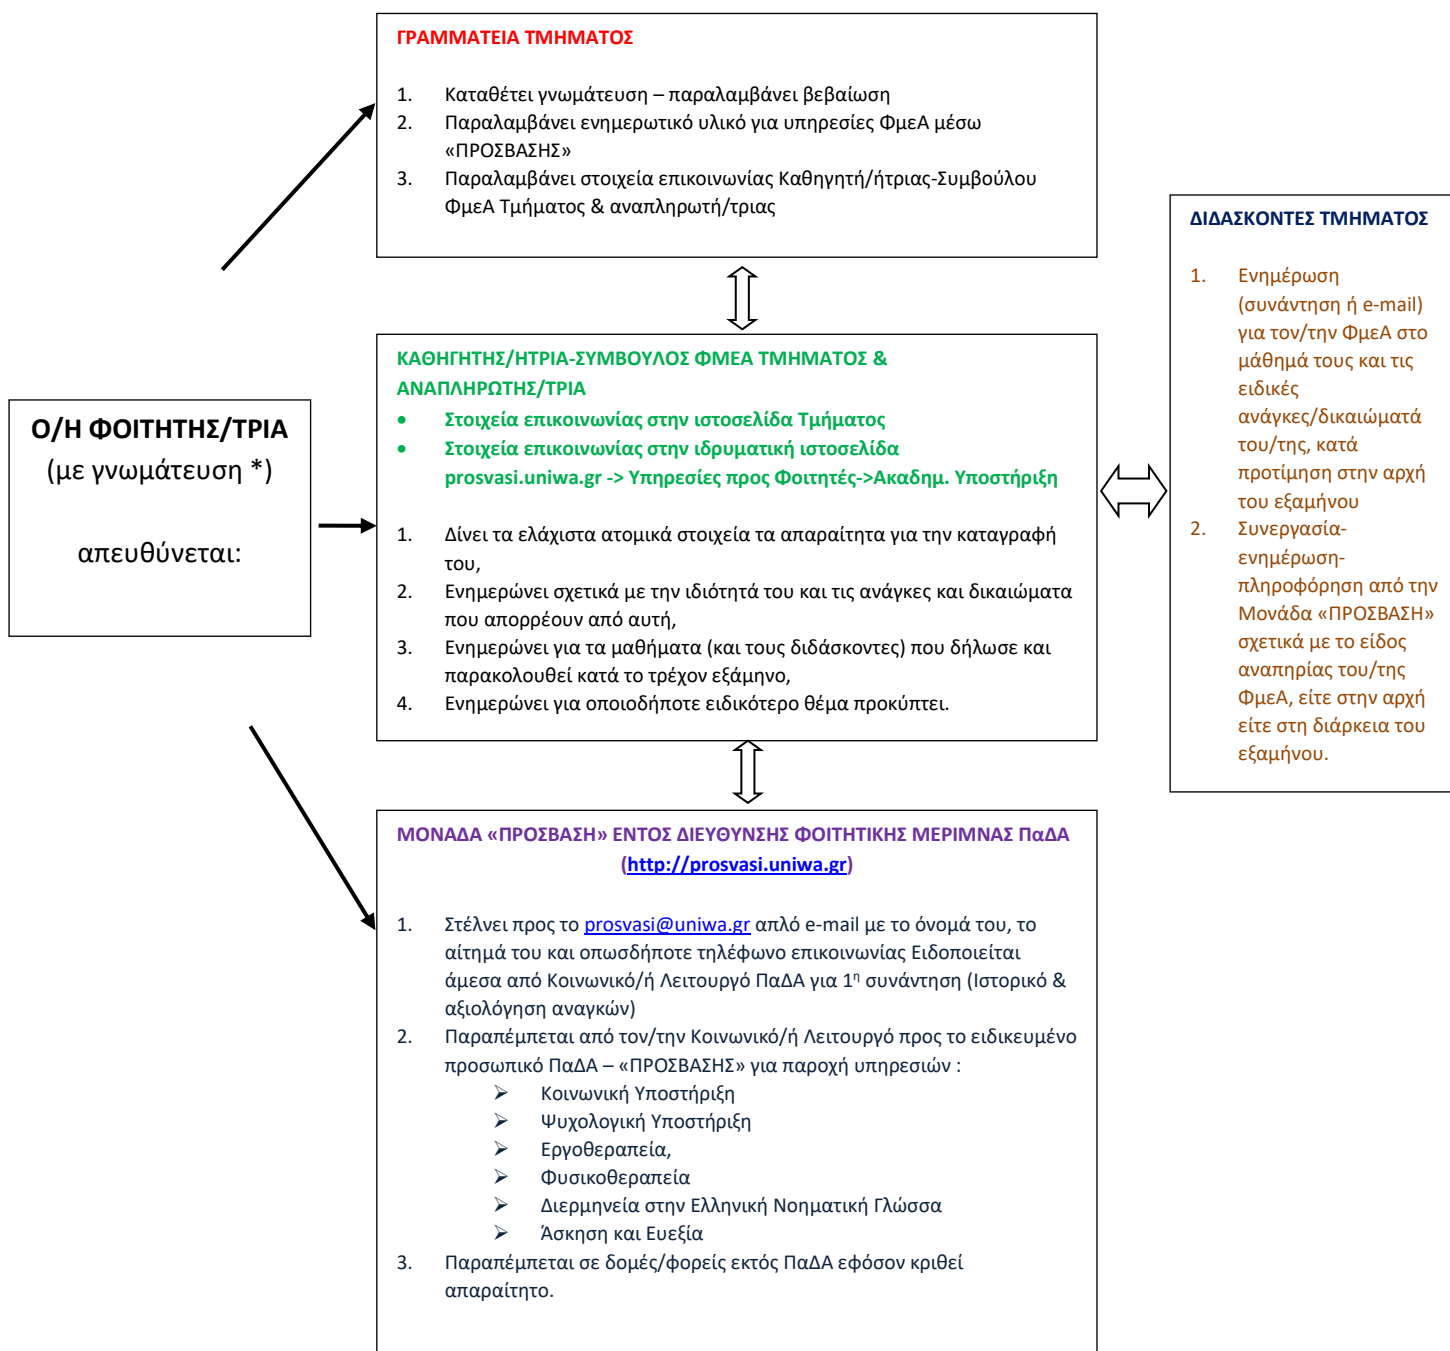 ΓΡΑΜΜΑΤΕΙΑ ΤΜΗΜΑΤΟΣ
1. Καταθέτει γνωμάτευση – παραλαμβάνει βεβαίωση
2. Παραλαμβάνει ενημερωτικό υλικό για υπηρεσίες ΦμεΑ μέσω
«ΠΡΟΣΒΑΣΗΣ»
3. Παραλαμβάνει στοιχεία επικοινωνίας Καθηγητή/ήτριας-Συμβούλου
ΦμεΑ Τμήματος & αναπληρωτή/τριας
Ο/Η ΦΟΙΤΗΤΗΣ/ΤΡΙΑ
(με γνωμάτευση *)
απευθύνεται:
ΚΑΘΗΓΗΤΗΣ/ΗΤΡΙΑ-ΣΥΜΒΟΥΛΟΣ ΦΜΕΑ ΤΜΗΜΑΤΟΣ &
ΑΝΑΠΛΗΡΩΤΗΣ/ΤΡΙΑ
• Στοιχεία επικοινωνίας στην ιστοσελίδα Τμήματος
• Στοιχεία επικοινωνίας στην ιδρυματική ιστοσελίδα
prosvasi.uniwa.gr -> Υπηρεσίες προς Φοιτητές->Ακαδημ. Υποστήριξη
1. Δίνει τα ελάχιστα ατομικά στοιχεία τα απαραίτητα για την καταγραφή
του,
2. Ενημερώνει σχετικά με την ιδιότητά του και τις ανάγκες και δικαιώματα
που απορρέουν από αυτή,
3. Ενημερώνει για τα μαθήματα (και τους διδάσκοντες) που δήλωσε και
παρακολουθεί κατά το τρέχον εξάμηνο,
4. Ενημερώνει για οποιοδήποτε ειδικότερο θέμα προκύπτει.
ΔΙΔΑΣΚΟΝΤΕΣ ΤΜΗΜΑΤΟΣ
1. Ενημέρωση
(συνάντηση ή e-mail)
για τον/την ΦμεΑ στο
μάθημά τους και τις
ειδικές
ανάγκες/δικαιώματά
του/της, κατά
προτίμηση στην αρχή
του εξαμήνου
2. Συνεργασία-
ενημέρωση-
πληροφόρηση από την
Μονάδα «ΠΡΟΣΒΑΣΗ»
σχετικά με το είδος
αναπηρίας του/της
ΦμεΑ, είτε στην αρχή
είτε στη διάρκεια του
εξαμήνου.
ΜΟΝΑΔΑ «ΠΡΟΣΒΑΣΗ» ΕΝΤΟΣ ΔΙΕΥΘΥΝΣΗΣ ΦΟΙΤΗΤΙΚΗΣ ΜΕΡΙΜΝΑΣ ΠαΔΑ
(http://prosvasi.uniwa.gr)
1. Στέλνει προς το prosvasi@uniwa.gr απλό e-mail με το όνομά του, το
αίτημά του και οπωσδήποτε τηλέφωνο επικοινωνίας Ειδοποιείται
άμεσα από Κοινωνικό/ή Λειτουργό ΠαΔΑ για 1η συνάντηση (Ιστορικό &
αξιολόγηση αναγκών)
2. Παραπέμπεται από τον/την Κοινωνικό/ή Λειτουργό προς το ειδικευμένο
προσωπικό ΠαΔΑ – «ΠΡΟΣΒΑΣΗΣ» για παροχή υπηρεσιών :
➢ Κοινωνική Υποστήριξη
➢ Ψυχολογική Υποστήριξη
➢ Εργοθεραπεία,
➢ Φυσικοθεραπεία
➢ Διερμηνεία στην Ελληνική Νοηματική Γλώσσα
➢ Άσκηση και Ευεξία
3. Παραπέμπεται σε δομές/φορείς εκτός ΠαΔΑ εφόσον κριθεί
απαραίτητο.